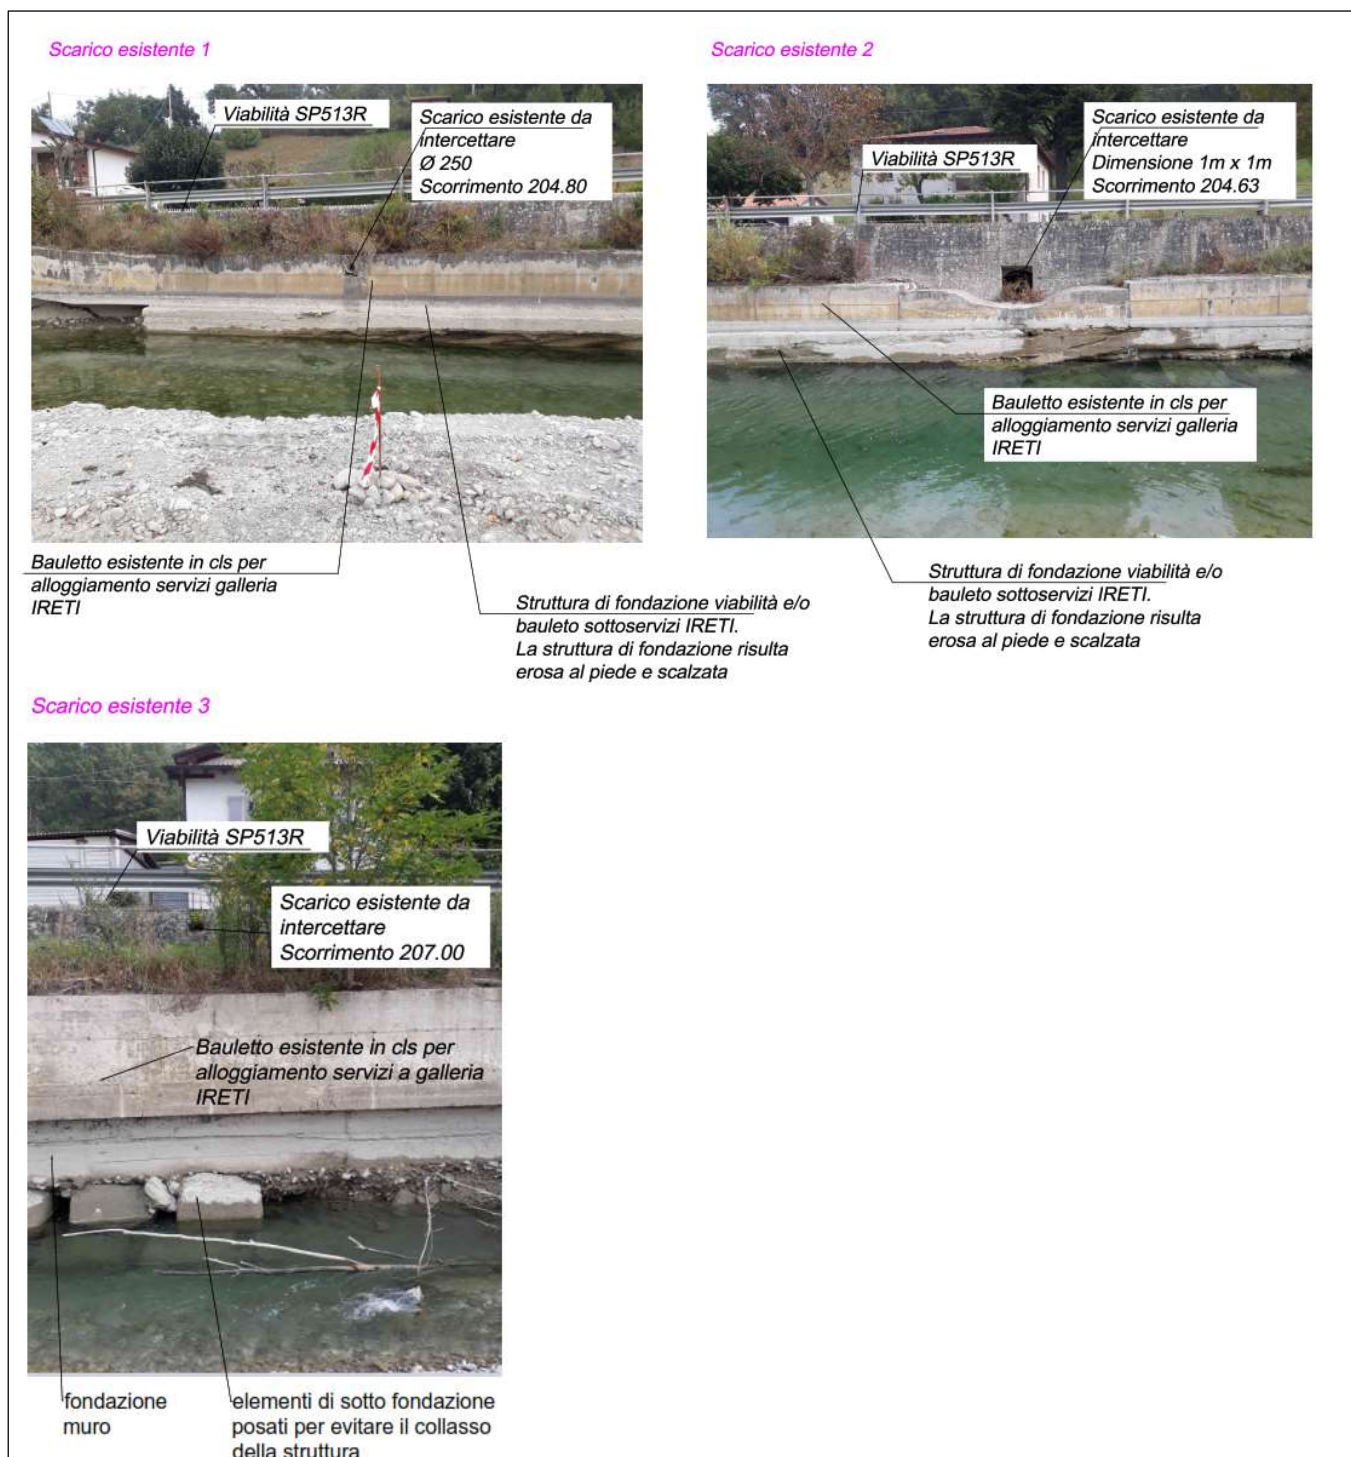 Scarico esistente 1
Viabilità SP513R
Scarico esistente da
intercettare
Ø 250
Scorrimento 204.80
Bauletto esistente in cls per
alloggiamento servizi galleria
IRETI
Struttura di fondazione viabilità e/o
bauleto sottoservizi IRETI.
La struttura di fondazione risulta
erosa al piede e scalzata
Scarico esistente 2
Viabilità SP513R
Scarico esistente da
intercettare
Dimensione 1m x 1m
Scorrimento 204.63
Bauletto esistente in cls per
alloggiamento servizi galleria
IRETI
Struttura di fondazione viabilità e/o
bauleto sottoservizi IRETI.
La struttura di fondazione risulta
erosa al piede e scalzata
Scarico esistente 3
Viabilità SP513R
Scarico esistente da
intercettare
Scorrimento 207.00
Bauletto esistente in cls per
alloggiamento servizi a galleria
IRETI
fondazione
muro
elementi di sotto fondazione
posati per evitare il collasso
della struttura